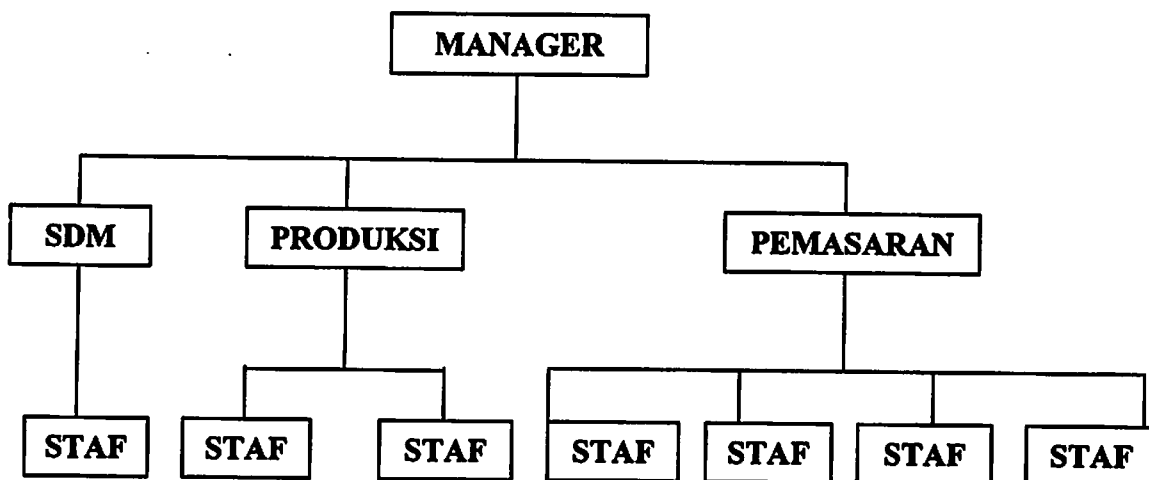 MANAGER
SDM
PRODUKSI
PEMASARAN
STAF
STAF
STAF
STAF
STAF
STAF
STAF